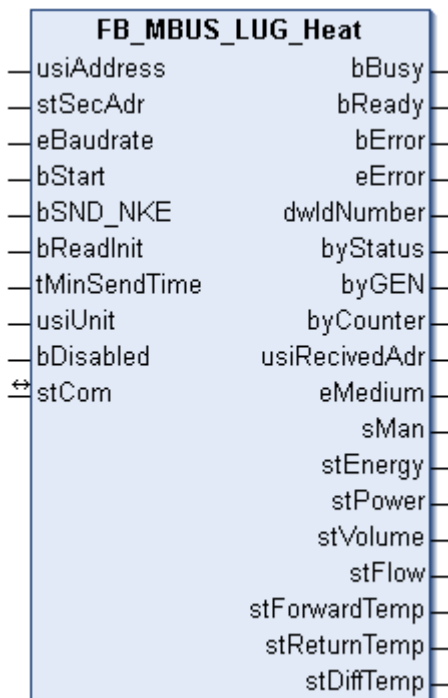 FB_MBUS_LUG_Heat
usiAddress bBusy
stSecAdr bReady
eBaudrate bError
bStart eError
bSND_NKE dwIdNumber
bReadInit byStatus
tMinSendTime byGEN
usiUnit byCounter
bDisabled usiRecivedAdr
stCom eMedium
sMan
stEnergy
stPower
stVolume
stFlow
stForwardTemp
stReturnTemp
stDiffTemp